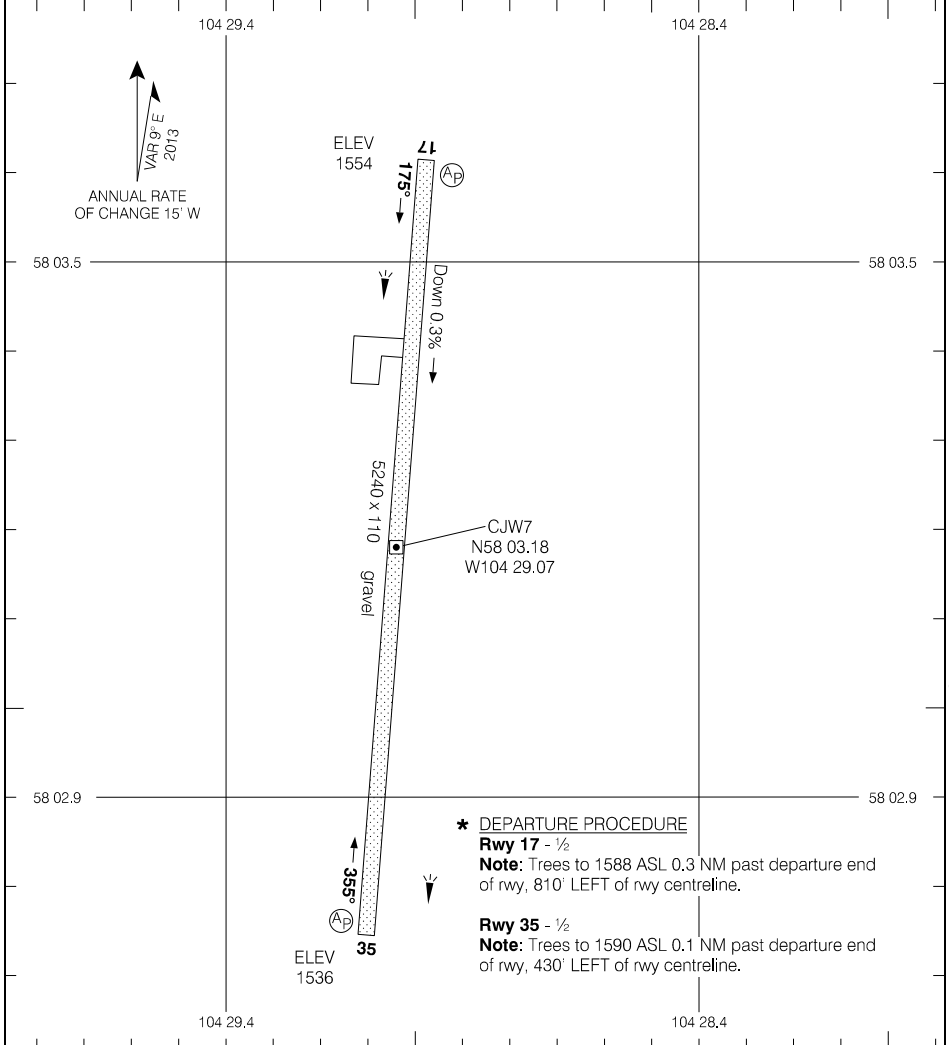 104 29.4
104 28.4
VAR 9° E
2013
ANNUAL RATE
OF CHANGE 15' W
ELEV
1554
17
AP
175°
58 03.5
58 03.5
Down 0.3%
5240 x 110
gravel
CJW7
N58 03.18
W104 29.07
58 02.9
58 02.9
* DEPARTURE PROCEDURE
Rwy 17 - ½
Note: Trees to 1588 ASL 0.3 NM past departure end
of rwy, 810' LEFT of rwy centreline.
Rwy 35 - ½
Note: Trees to 1590 ASL 0.1 NM past departure end
of rwy, 430' LEFT of rwy centreline.
355°
AP
35
ELEV
1536
104 29.4
104 28.4